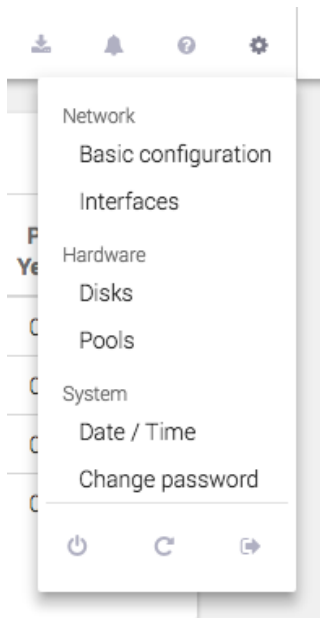 Network
Basic configuration
Interfaces
Hardware
Disks
Pools
System
Date / Time
Change password